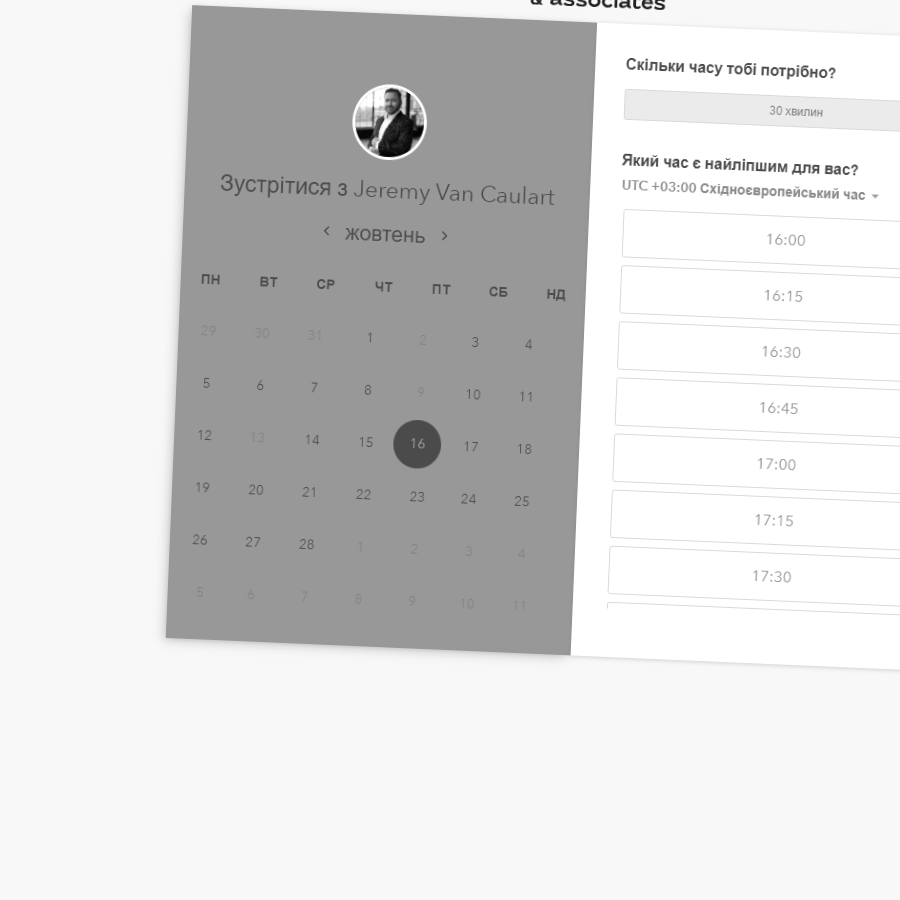 & associates
Зустрітися з Jeremy Van Caulart
жовтень
ПН ВТ СР ЧТ ПТ СБ НД
29 30 31 1 2 3 4
5 6 7 8 9 10 11
12 13 14 15 16 17 18
19 20 21 22 23 24 25
26 27 28 1 2 3 4
5 6 7 8 9 10 11
Скільки часу тобі потрібно?
30 хвилин
Який час є найліпшим для вас?
UTC +03:00 Східноєвропейський час
16:00
16:15
16:30
16:45
17:00
17:15
17:30